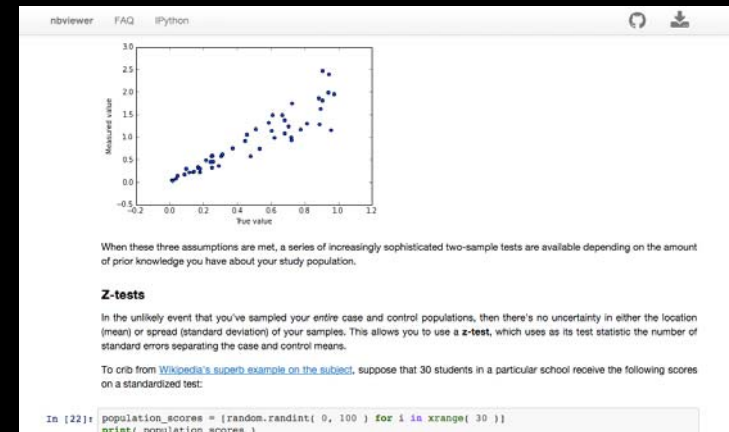 nbviewer FAQ IPython
3.0
2.5
2.0
1.5
1.0
0.5
0.0
-0.5
Measured value
-0.2 0.0 0.2 0.4 0.6 0.8 1.0 1.2
True value
When these three assumptions are met, a series of increasingly sophisticated two-sample tests are available depending on the amount
of prior knowledge you have about your study population.
Z-tests
In the unlikely event that you've sampled your entire case and control populations, then there's no uncertainty in either the location
(mean) or spread (standard deviation) of your samples. This allows you to use a z-test, which uses as its test statistic the number of
standard errors separating the case and control means.
To crib from Wikipedia's superb example on the subject, suppose that 30 students in a particular school receive the following scores
on a standardized test:
In [22]: population_scores = [random.randint( 0, 100 ) for i in xrange( 30 )]
print( population_scores )